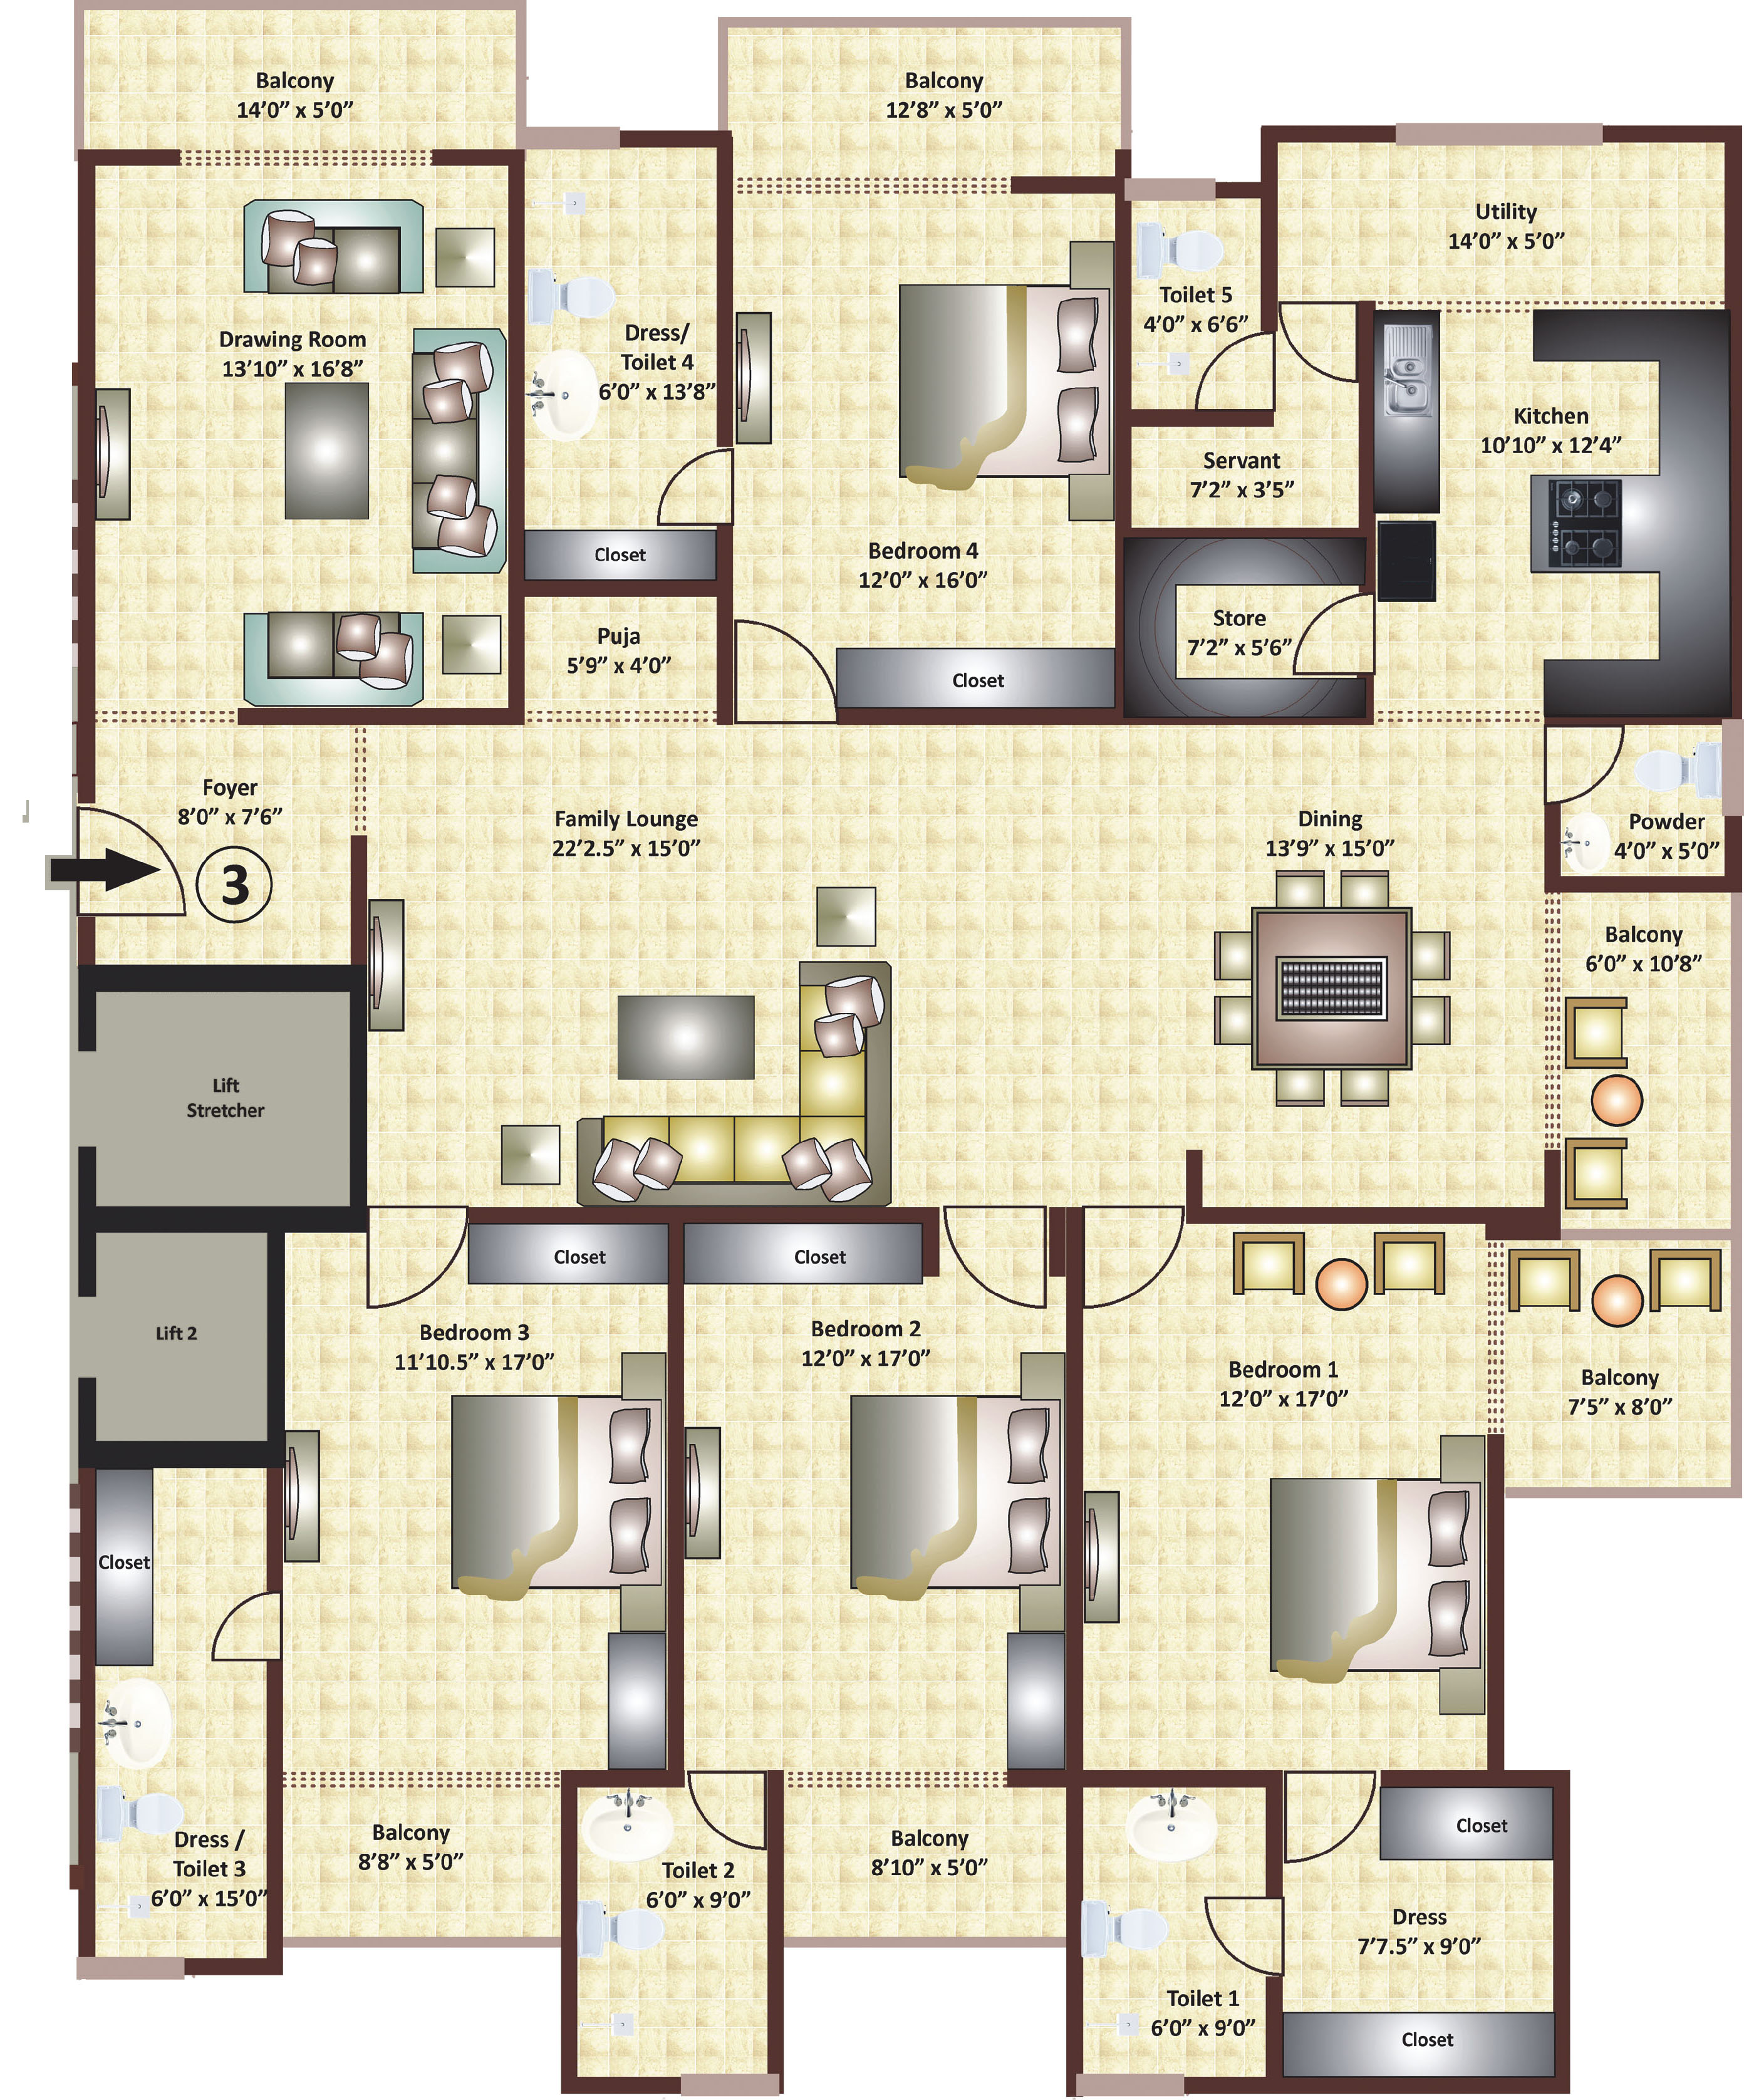 Balcony
14’0” x 5’0”
Balcony
12’8” x 5’0”
Utility
14’0” x 5’0”
Drawing Room
13’10” x 16’8”
Dress/
Toilet 4
6’0” x 13’8”
Toilet 5
4’0” x 6’6”
Kitchen
10’10” x 12’4”
Servant
7’2” x 3’5”
Closet
Bedroom 4
12’0” x 16’0”
Puja
5’9” x 4’0”
Store
7’2” x 5’6”
Closet
Foyer
8’0” x 7’6”
3
Family Lounge
22’2.5” x 15’0”
Dining
13’9” x 15’0”
Powder
4’0” x 5’0”
Balcony
6’0” x 10’8”
Lift
Stretcher
Closet
Closet
Lift 2
Bedroom 3
11’10.5” x 17’0”
Bedroom 2
12’0” x 17’0”
Bedroom 1
12’0” x 17’0”
Balcony
7’5” x 8’0”
Closet
Dress /
Toilet 3
6’0” x 15’0”
Balcony
8’8” x 5’0”
Toilet 2
6’0” x 9’0”
Balcony
8’10” x 5’0”
Closet
Dress
7’7.5” x 9’0”
Toilet 1
6’0” x 9’0”
Closet